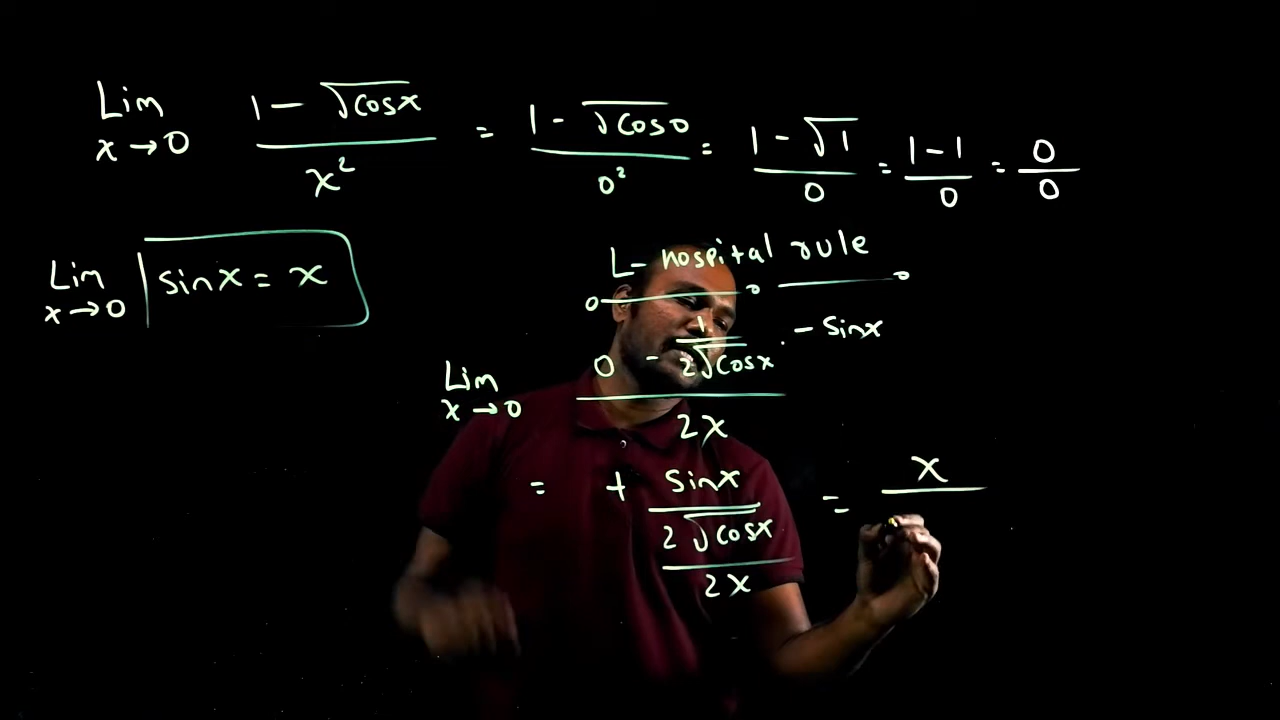 Lim x→0 1 - √cosx / x² = 1 - √cos0 / 0² = 1 - √1 / 0 = 1-1 / 0 = 0 / 0
Lim x→0 sinx = x
L- hospital rule
Lim x→0 0 - 1 / 2√cosx . - sinx / 2x
= + sinx / 2√cosx / 2x = x